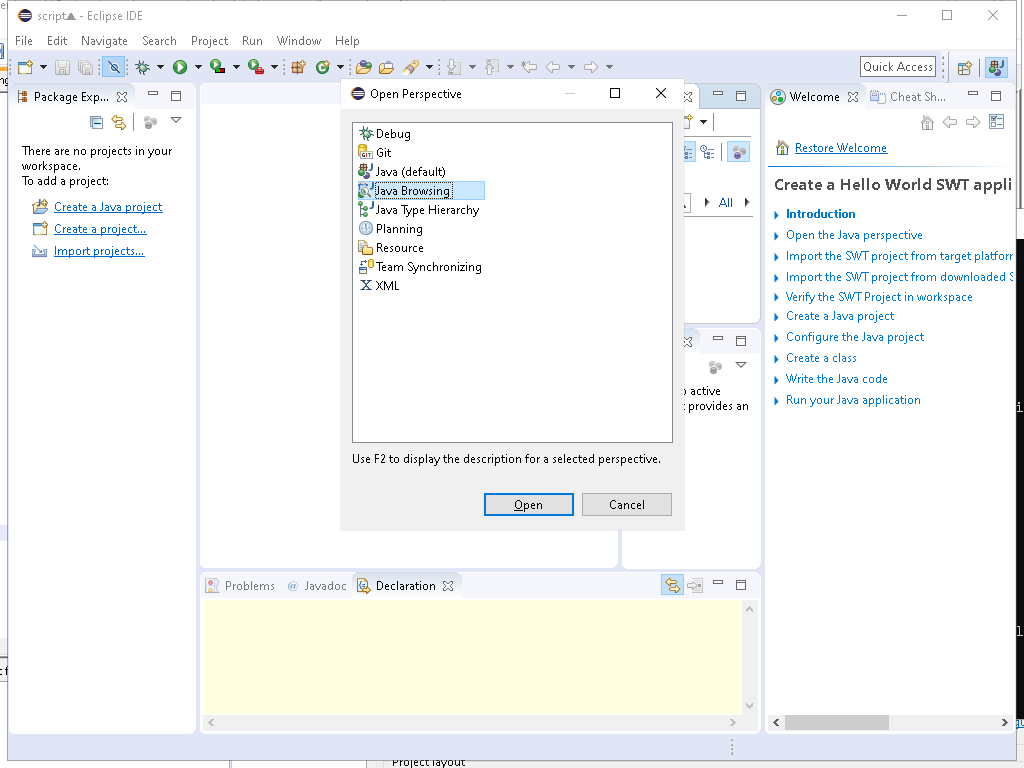 script - Eclipse IDE
File Edit Navigate Search Project Run Window Help
Quick Access
Package Exp...
There are no projects in your
workspace.
To add a project:
Create a Java project
Create a project...
Import projects...
Open Perspective
Debug
Git
Java (default)
Java Browsing
Java Type Hierarchy
Planning
Resource
Team Synchronizing
XML
Use F2 to display the description for a selected perspective.
Open
Cancel
All
active
provides an
Welcome
Cheat Sh...
Restore Welcome
Create a Hello World SWT appli
Introduction
Open the Java perspective
Import the SWT project from target platform
Import the SWT project from downloaded S
Verify the SWT Project in workspace
Create a Java project
Configure the Java project
Create a class
Write the Java code
Run your Java application
Problems
@ Javadoc
Declaration
Project layout